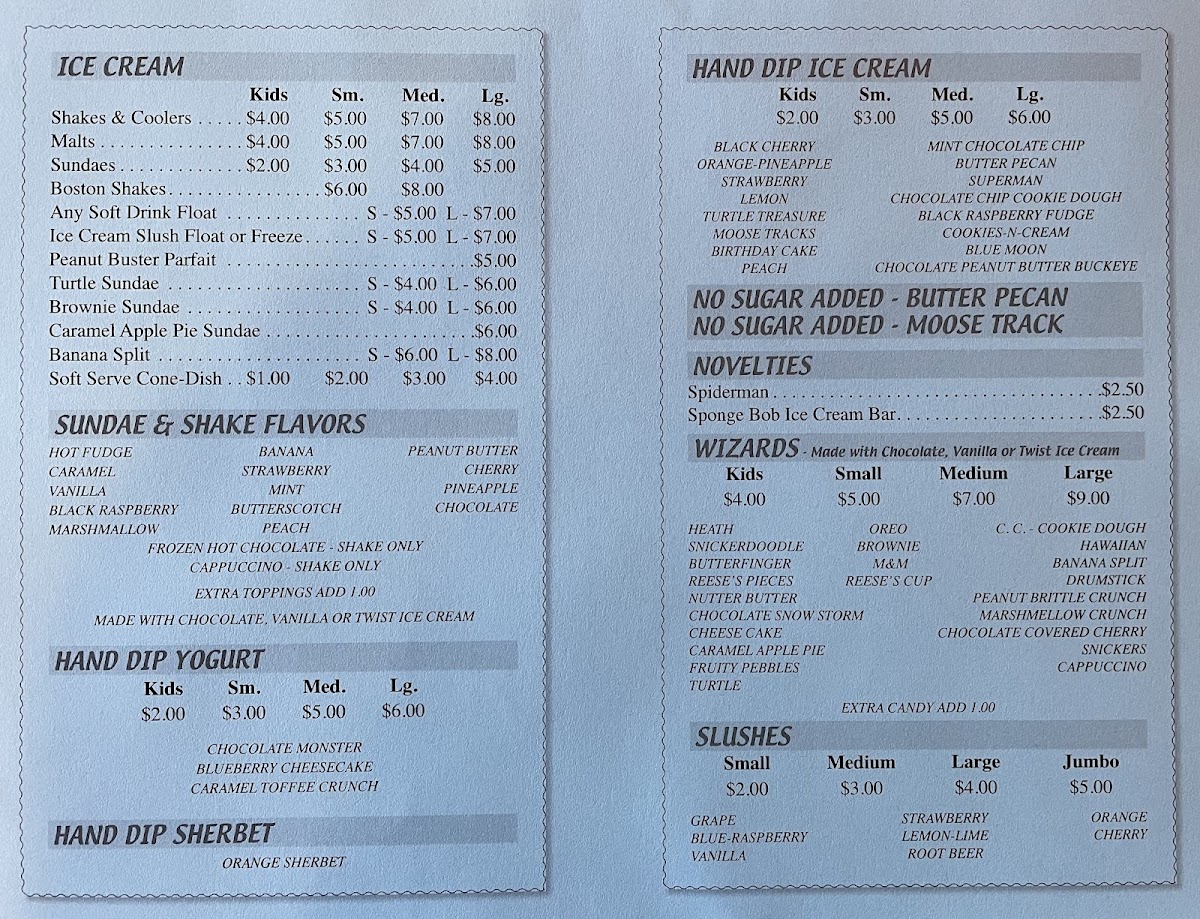 ICE CREAM
Kids Sm. Med. Lg.
Shakes & Coolers ..... $4.00 $5.00 $7.00 $8.00
Malts ............... $4.00 $5.00 $7.00 $8.00
Sundaes ............. $2.00 $3.00 $4.00 $5.00
Boston Shakes ................ $6.00 $8.00
Any Soft Drink Float .............. S - $5.00 L - $7.00
Ice Cream Slush Float or Freeze ...... S - $5.00 L - $7.00
Peanut Buster Parfait .......................... $5.00
Turtle Sundae .................... S - $4.00 L - $6.00
Brownie Sundae .................. S - $4.00 L - $6.00
Caramel Apple Pie Sundae ...................... $6.00
Banana Split ..................... S - $6.00 L - $8.00
Soft Serve Cone-Dish .. $1.00 $2.00 $3.00 $4.00
SUNDAE & SHAKE FLAVORS
HOT FUDGE BANANA PEANUT BUTTER
CARAMEL STRAWBERRY CHERRY
VANILLA MINT PINEAPPLE
BLACK RASPBERRY BUTTERSCOTCH CHOCOLATE
MARSHMALLOW PEACH
FROZEN HOT CHOCOLATE - SHAKE ONLY
CAPPUCCINO - SHAKE ONLY
EXTRA TOPPINGS ADD 1.00
MADE WITH CHOCOLATE, VANILLA OR TWIST ICE CREAM
HAND DIP YOGURT
Kids Sm. Med. Lg.
$2.00 $3.00 $5.00 $6.00
CHOCOLATE MONSTER
BLUEBERRY CHEESECAKE
CARAMEL TOFFEE CRUNCH
HAND DIP SHERBET
ORANGE SHERBET
HAND DIP ICE CREAM
Kids Sm. Med. Lg.
$2.00 $3.00 $5.00 $6.00
BLACK CHERRY MINT CHOCOLATE CHIP
ORANGE-PINEAPPLE BUTTER PECAN
STRAWBERRY SUPERMAN
LEMON CHOCOLATE CHIP COOKIE DOUGH
TURTLE TREASURE BLACK RASPBERRY FUDGE
MOOSE TRACKS COOKIES-N-CREAM
BIRTHDAY CAKE BLUE MOON
PEACH CHOCOLATE PEANUT BUTTER BUCKEYE
NO SUGAR ADDED - BUTTER PECAN
NO SUGAR ADDED - MOOSE TRACK
NOVELTIES
Spiderman ................................... $2.50
Sponge Bob Ice Cream Bar ..................... $2.50
WIZARDS - Made with Chocolate, Vanilla or Twist Ice Cream
Kids Small Medium Large
$4.00 $5.00 $7.00 $9.00
HEATH OREO C. C. - COOKIE DOUGH
SNICKERDOODLE BROWNIE HAWAIIAN
BUTTERFINGER M&M BANANA SPLIT
REESE'S PIECES REESE'S CUP DRUMSTICK
NUTTER BUTTER PEANUT BRITTLE CRUNCH
CHOCOLATE SNOW STORM MARSHMELLOW CRUNCH
CHEESE CAKE CHOCOLATE COVERED CHERRY
CARAMEL APPLE PIE SNICKERS
FRUITY PEBBLES CAPPUCCINO
TURTLE
EXTRA CANDY ADD 1.00
SLUSHES
Small Medium Large Jumbo
$2.00 $3.00 $4.00 $5.00
GRAPE STRAWBERRY ORANGE
BLUE-RASPBERRY LEMON-LIME CHERRY
VANILLA ROOT BEER